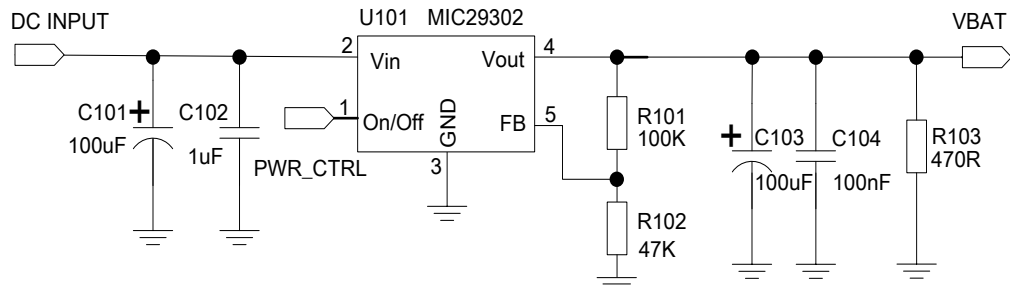 DC INPUT
U101 MIC29302
VBAT
2
Vin
Vout
4
C101
+
100uF
C102
1uF
1
On/Off
PWR_CTRL
GND
3
FB
5
R101
100K
R102
47K
+
C103
100uF
C104
100nF
R103
470R